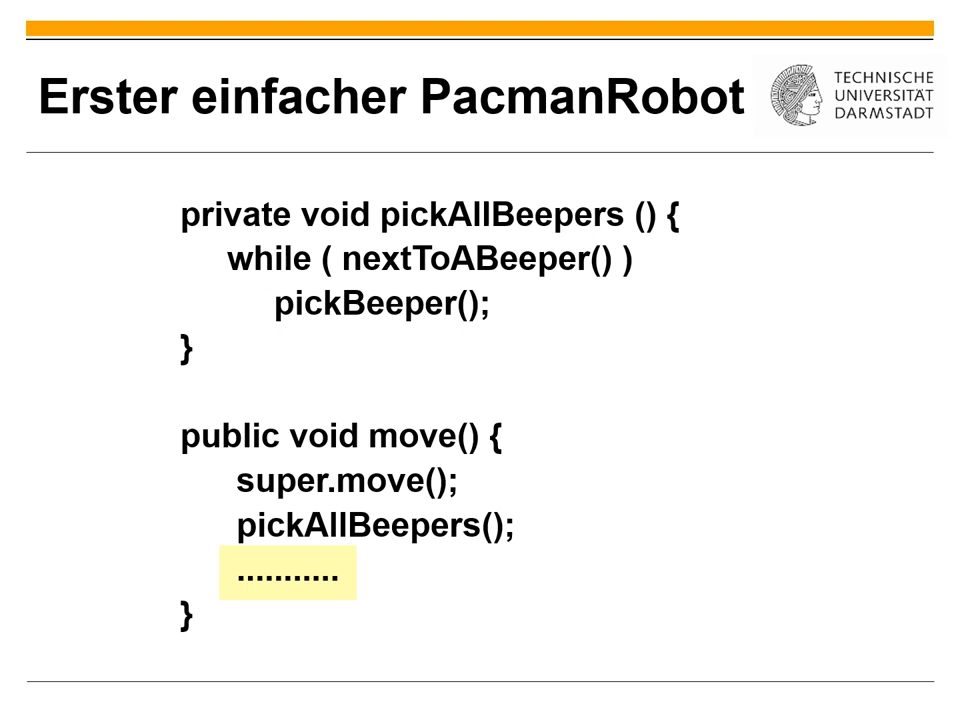 Erster einfacher PacmanRobot
TECHNISCHE
UNIVERSITÄT
DARMSTADT
private void pickAllBeepers () {
while ( nextToABeeper() )
pickBeeper();
}
public void move() {
super.move();
pickAllBeepers();
...........
}